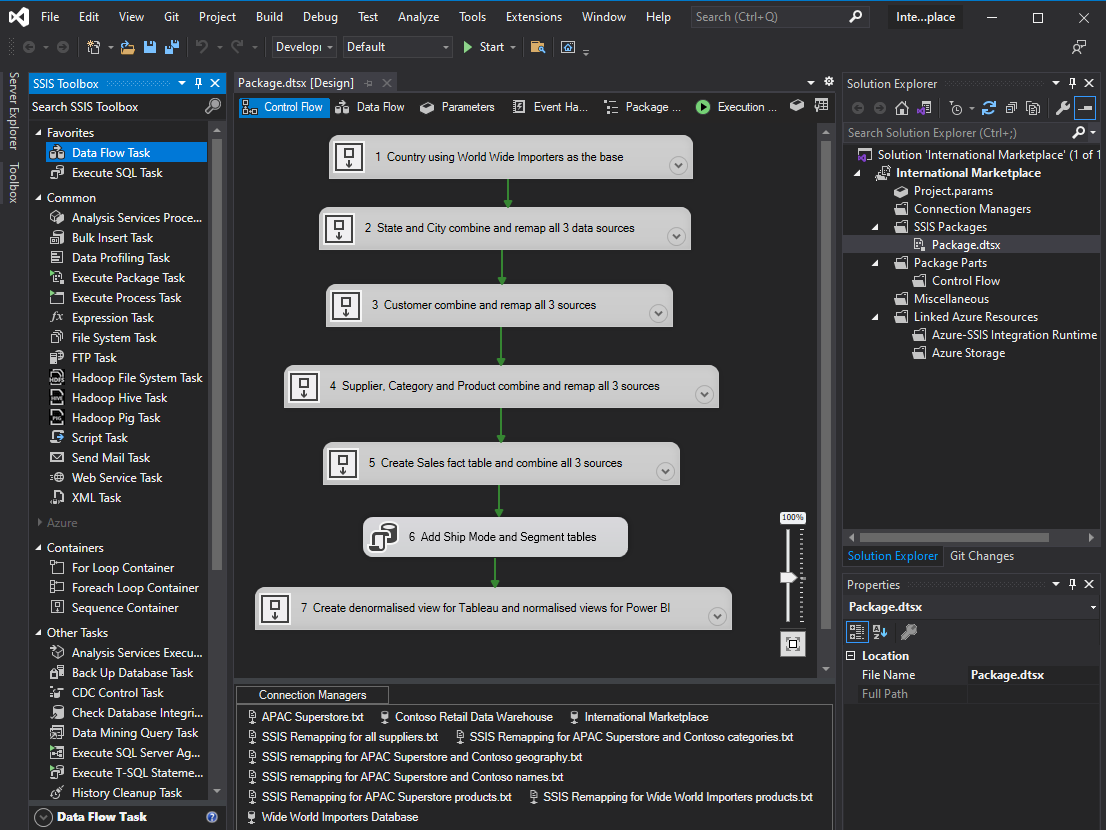 File Edit View Git Project Build Debug Test Analyze Tools Extensions Window Help Search (Ctrl+Q) Inte...place
Develop Default Start
Server Explorer
Toolbox
SSIS Toolbox
Search SSIS Toolbox
Favorites
Data Flow Task
Execute SQL Task
Common
Analysis Services Proce...
Bulk Insert Task
Data Profiling Task
Execute Package Task
Execute Process Task
Expression Task
File System Task
FTP Task
Hadoop File System Task
Hadoop Hive Task
Hadoop Pig Task
Script Task
Send Mail Task
Web Service Task
XML Task
Azure
Containers
For Loop Container
Foreach Loop Container
Sequence Container
Other Tasks
Analysis Services Execu...
Back Up Database Task
CDC Control Task
Check Database Integri...
Data Mining Query Task
Execute SQL Server Ag...
Execute T-SQL Stateme...
History Cleanup Task
Data Flow Task
Package.dtsx [Design]
Control Flow Data Flow Parameters Event Ha... Package ... Execution ...
1 Country using World Wide Importers as the base
2 State and City combine and remap all 3 data sources
3 Customer combine and remap all 3 sources
4 Supplier, Category and Product combine and remap all 3 sources
5 Create Sales fact table and combine all 3 sources
6 Add Ship Mode and Segment tables
7 Create denormalised view for Tableau and normalised views for Power BI
100%
Connection Managers
APAC Superstore.txt Contoso Retail Data Warehouse International Marketplace
SSIS Remapping for all suppliers.txt SSIS Remapping for APAC Superstore and Contoso categories.txt
SSIS remapping for APAC Superstore and Contoso geography.txt
SSIS remapping for APAC Superstore and Contoso names.txt
SSIS Remapping for APAC Superstore products.txt SSIS Remapping for Wide World Importers products.txt
Wide World Importers Database
Solution Explorer
Search Solution Explorer (Ctrl+;)
Solution 'International Marketplace' (1 of 1
International Marketplace
Project.params
Connection Managers
SSIS Packages
Package.dtsx
Package Parts
Control Flow
Miscellaneous
Linked Azure Resources
Azure-SSIS Integration Runtime
Azure Storage
Solution Explorer Git Changes
Properties
Package.dtsx
Location
File Name Package.dtsx
Full Path